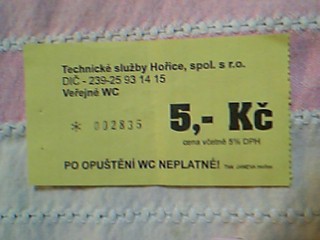 Technické služby Hořice, spol. s r.o.
DIČ - 239-25 93 14 15
Veřejné WC
* 002835
5,- Kč
cena včetně 5% DPH
PO OPUŠTĚNÍ WC NEPLATNÉ!